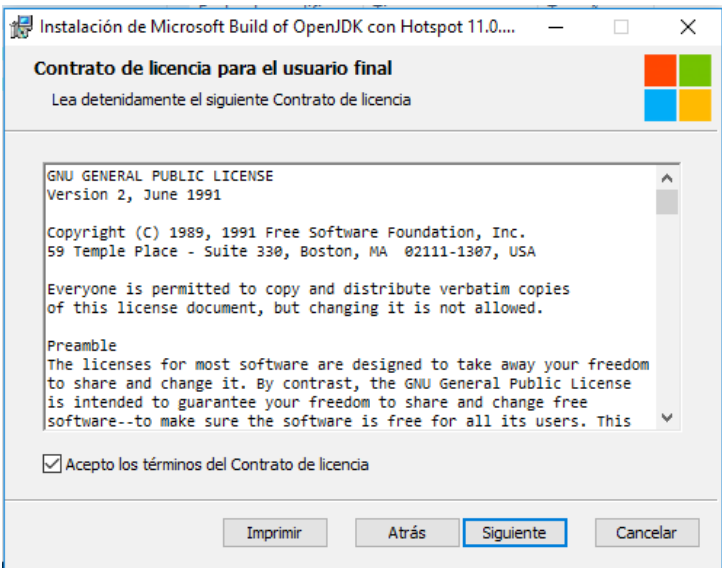 Instalación de Microsoft Build of OpenJDK con Hotspot 11.0....
Contrato de licencia para el usuario final
Lea detenidamente el siguiente Contrato de licencia
GNU GENERAL PUBLIC LICENSE
Version 2, June 1991
Copyright (C) 1989, 1991 Free Software Foundation, Inc.
59 Temple Place - Suite 330, Boston, MA  02111-1307, USA
Everyone is permitted to copy and distribute verbatim copies
of this license document, but changing it is not allowed.
Preamble
The licenses for most software are designed to take away your freedom
to share and change it. By contrast, the GNU General Public License
is intended to guarantee your freedom to share and change free
software--to make sure the software is free for all its users. This
Acepto los términos del Contrato de licencia
Imprimir Atrás Siguiente Cancelar